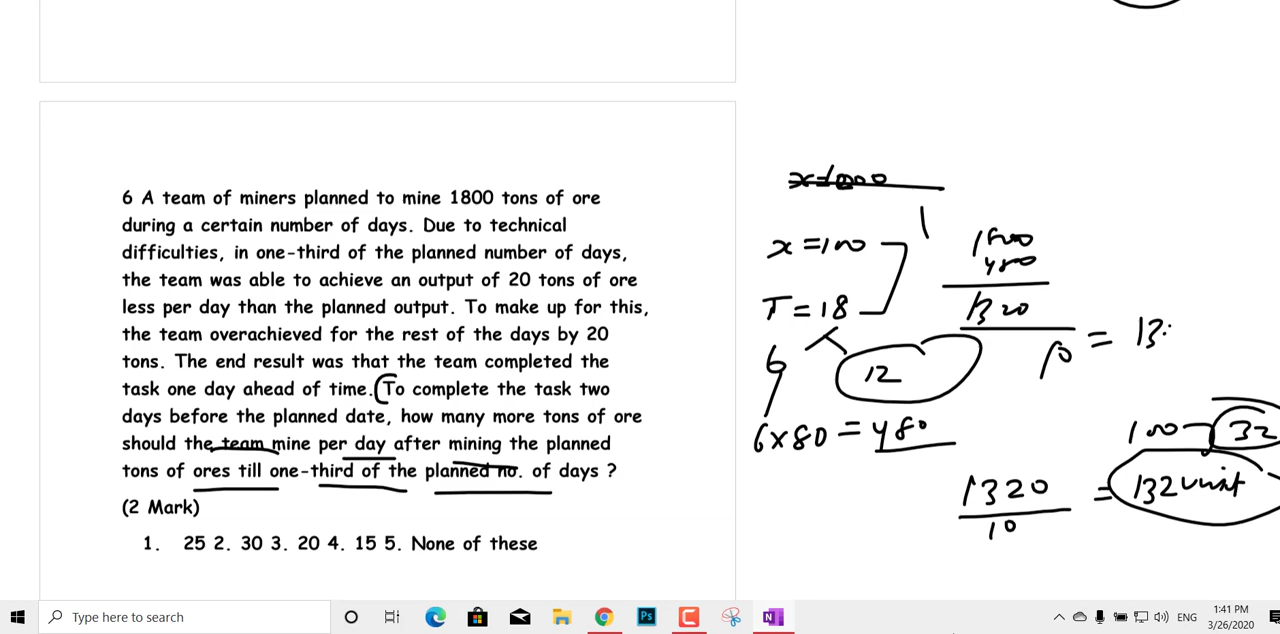 6 A team of miners planned to mine 1800 tons of ore
during a certain number of days. Due to technical
difficulties, in one-third of the planned number of days,
the team was able to achieve an output of 20 tons of ore
less per day than the planned output. To make up for this,
the team overachieved for the rest of the days by 20
tons. The end result was that the team completed the
task one day ahead of time. (To complete the task two
days before the planned date, how many more tons of ore
should the team mine per day after mining the planned
tons of ores till one-third of the planned no. of days ?
(2 Mark)
1. 25 2. 30 3. 20 4. 15 5. None of these
x = 100
T = 18
6
12
6x80 = 480
1800
480
1320
10
= 13
100
32
1320
10
= 132 unit
Type here to search
ENG
1:41 PM
3/26/2020